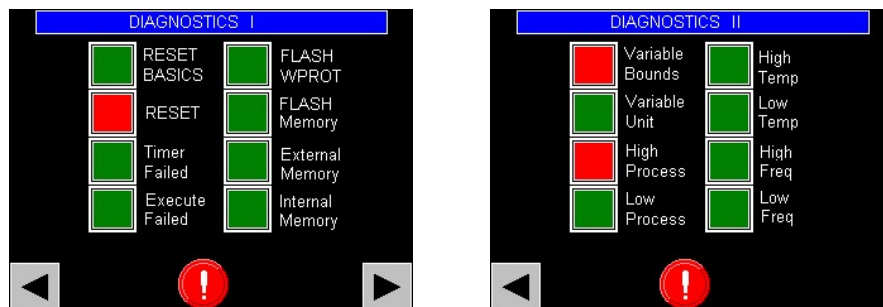 DIAGNOSTICS I
RESET
BASICS
FLASH
WPROT
RESET
FLASH
Memory
Timer
Failed
External
Memory
Execute
Failed
Internal
Memory
!
DIAGNOSTICS II
Variable
Bounds
High
Temp
Variable
Unit
Low
Temp
High
Process
High
Freq
Low
Process
Low
Freq
!